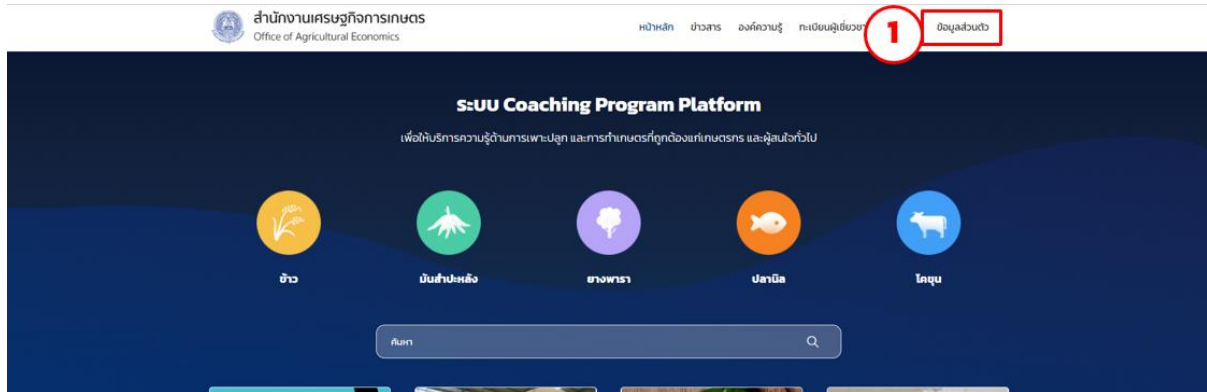 สำนักงานเศรษฐกิจการเกษตร
Office of Agricultural Economics
หน้าหลัก ข่าวสาร องค์ความรู้ 1 ข้อมูลส่วนตัว
ระบบ Coaching Program Platform
เพื่อให้บริการความรู้ด้านการเพาะปลูก และการทำเกษตรที่ถูกต้องแก่เกษตรกร และผู้สนใจทั่วไป
ข้าว มันสำปะหลัง ยางพารา ปลานิล โคขุน
ค้นหา